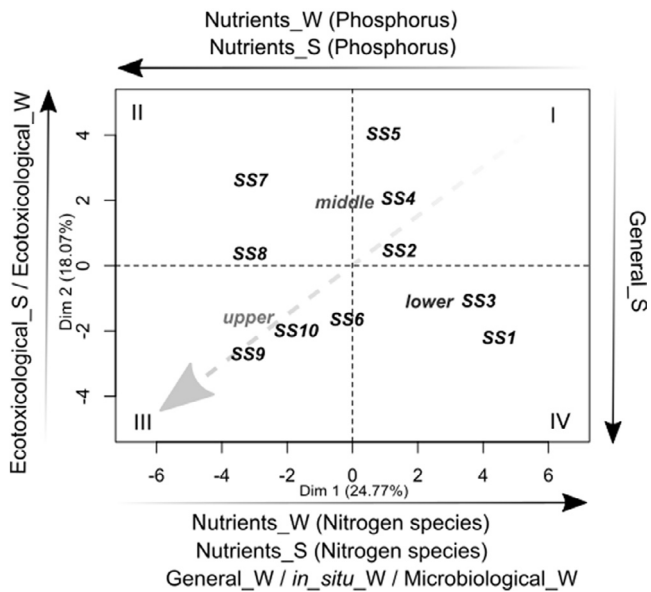 Nutrients_W (Phosphorus)
Nutrients_S (Phosphorus)
II
I
SS5
4
SS7
2
middle
SS4
SS8
SS2
0
lower
SS3
upper
SS6
SS10
-2
SS1
SS9
-4
III
IV
Ecotoxicological_S / Ecotoxicological_W
Dim 2 (18.07%)
General_S
-6 -4 -2 0 2 4 6
Dim 1 (24.77%)
Nutrients_W (Nitrogen species)
Nutrients_S (Nitrogen species)
General_W / in_situ_W / Microbiological_W